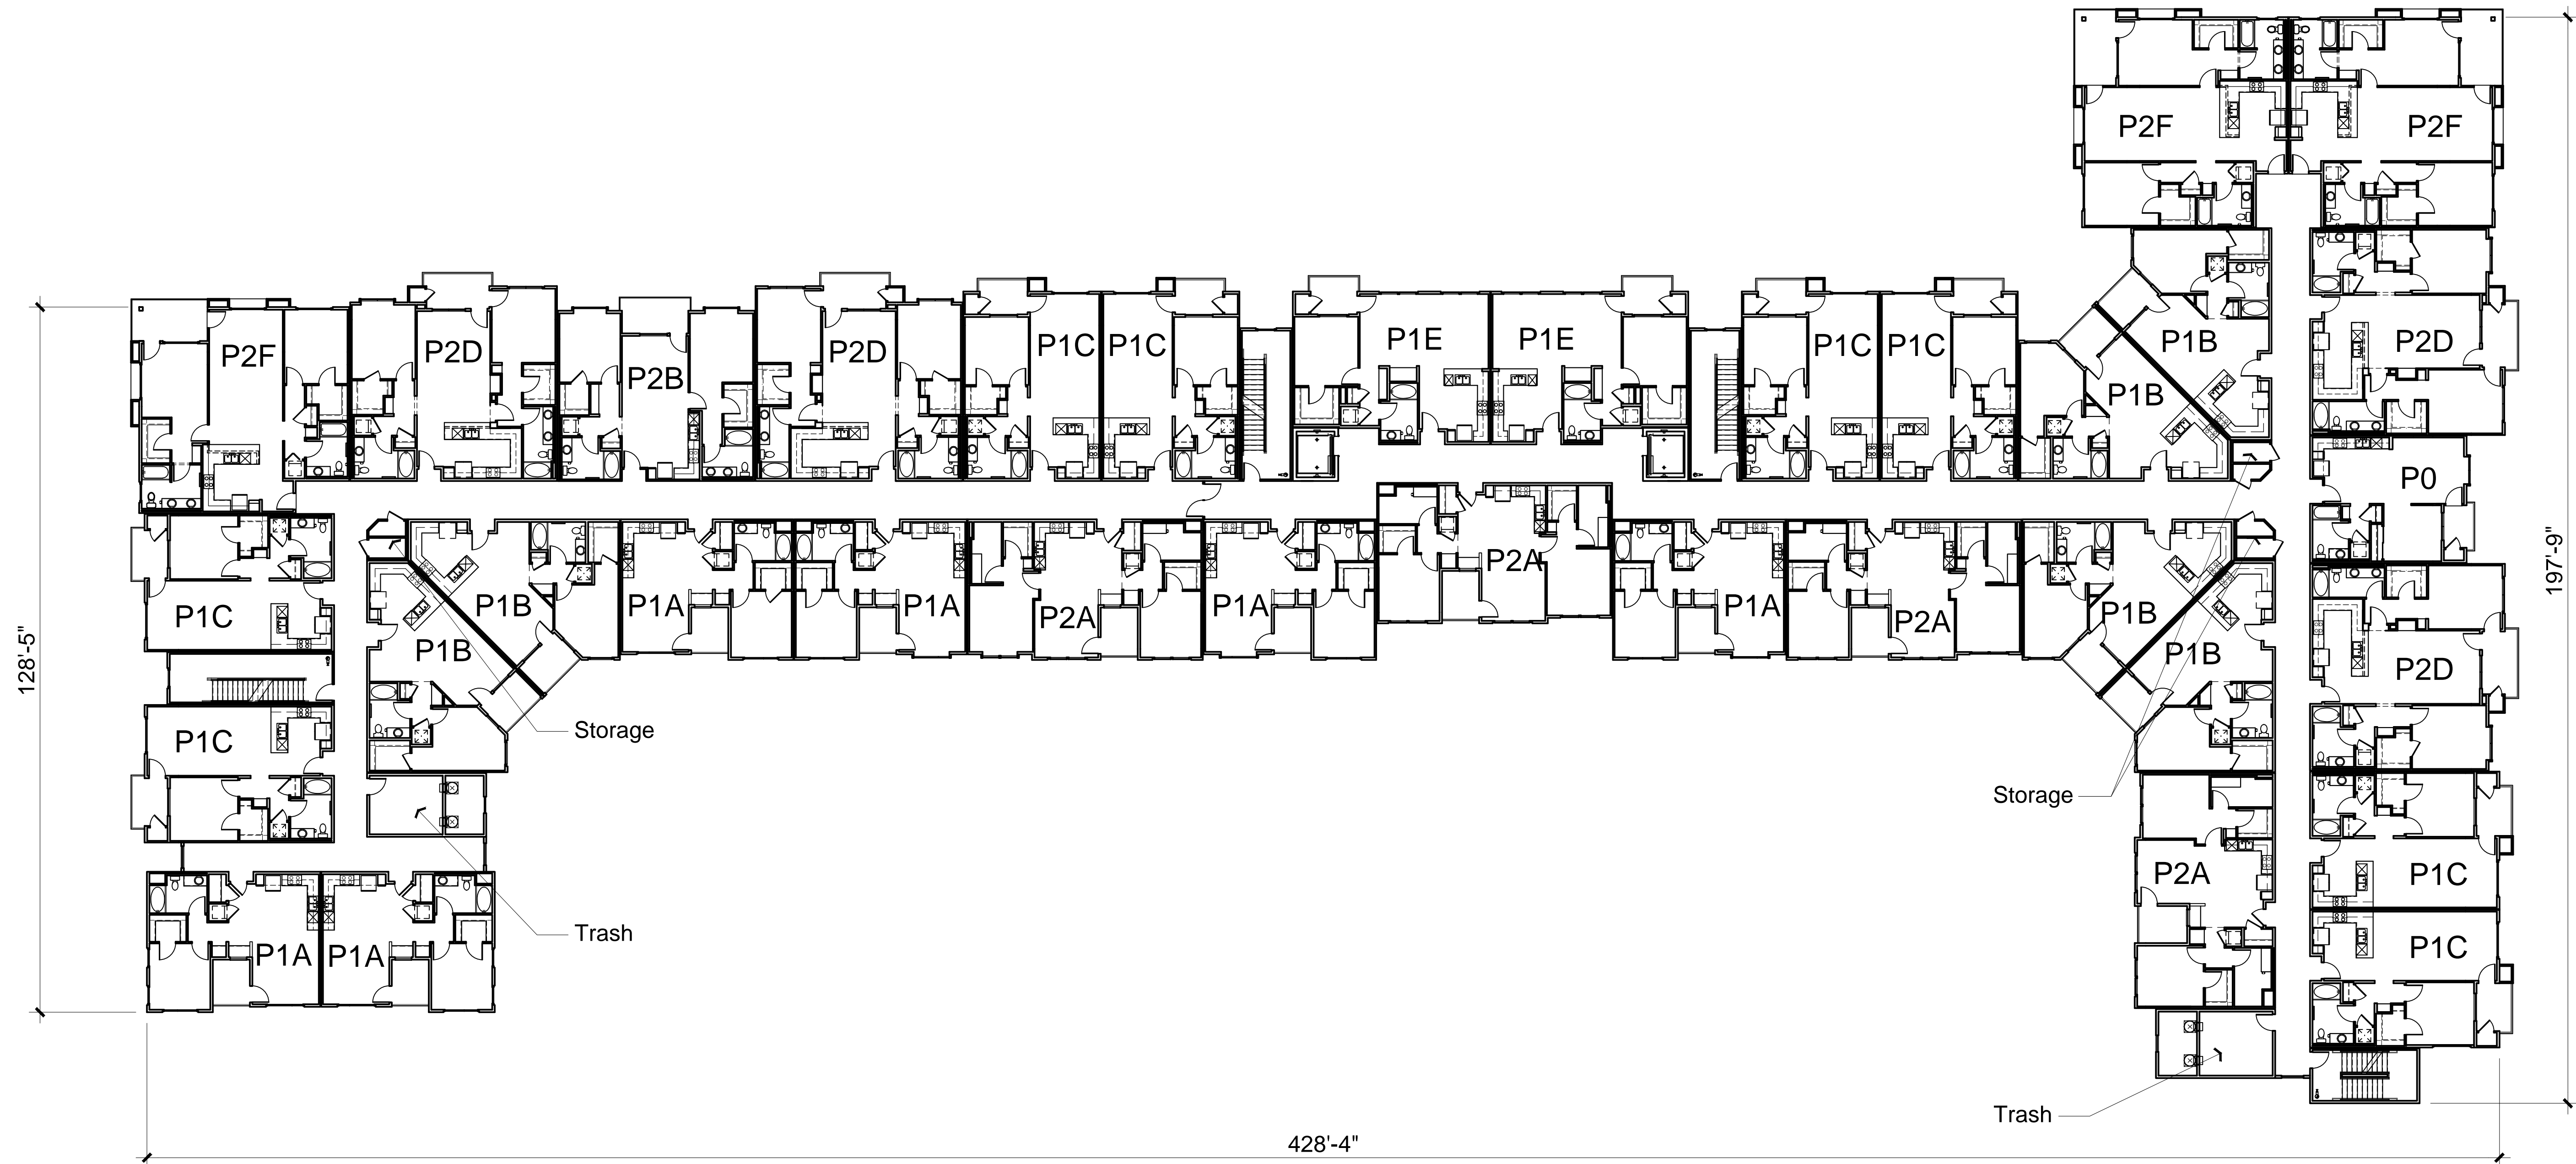 P2F
P2F
P2F
P2D
P2B
P2D
P1C
P1C
P1E
P1E
P1C
P1C
P1B
P1B
P2D
P0
P1C
P1B
P1B
P1A
P1A
P2A
P1A
P2A
P1A
P2A
P1B
P1B
P2D
197'-9"
128'-5"
P1C
Storage
Storage
P2A
P1C
P1C
Trash
P1A
P1A
Trash
428'-4"